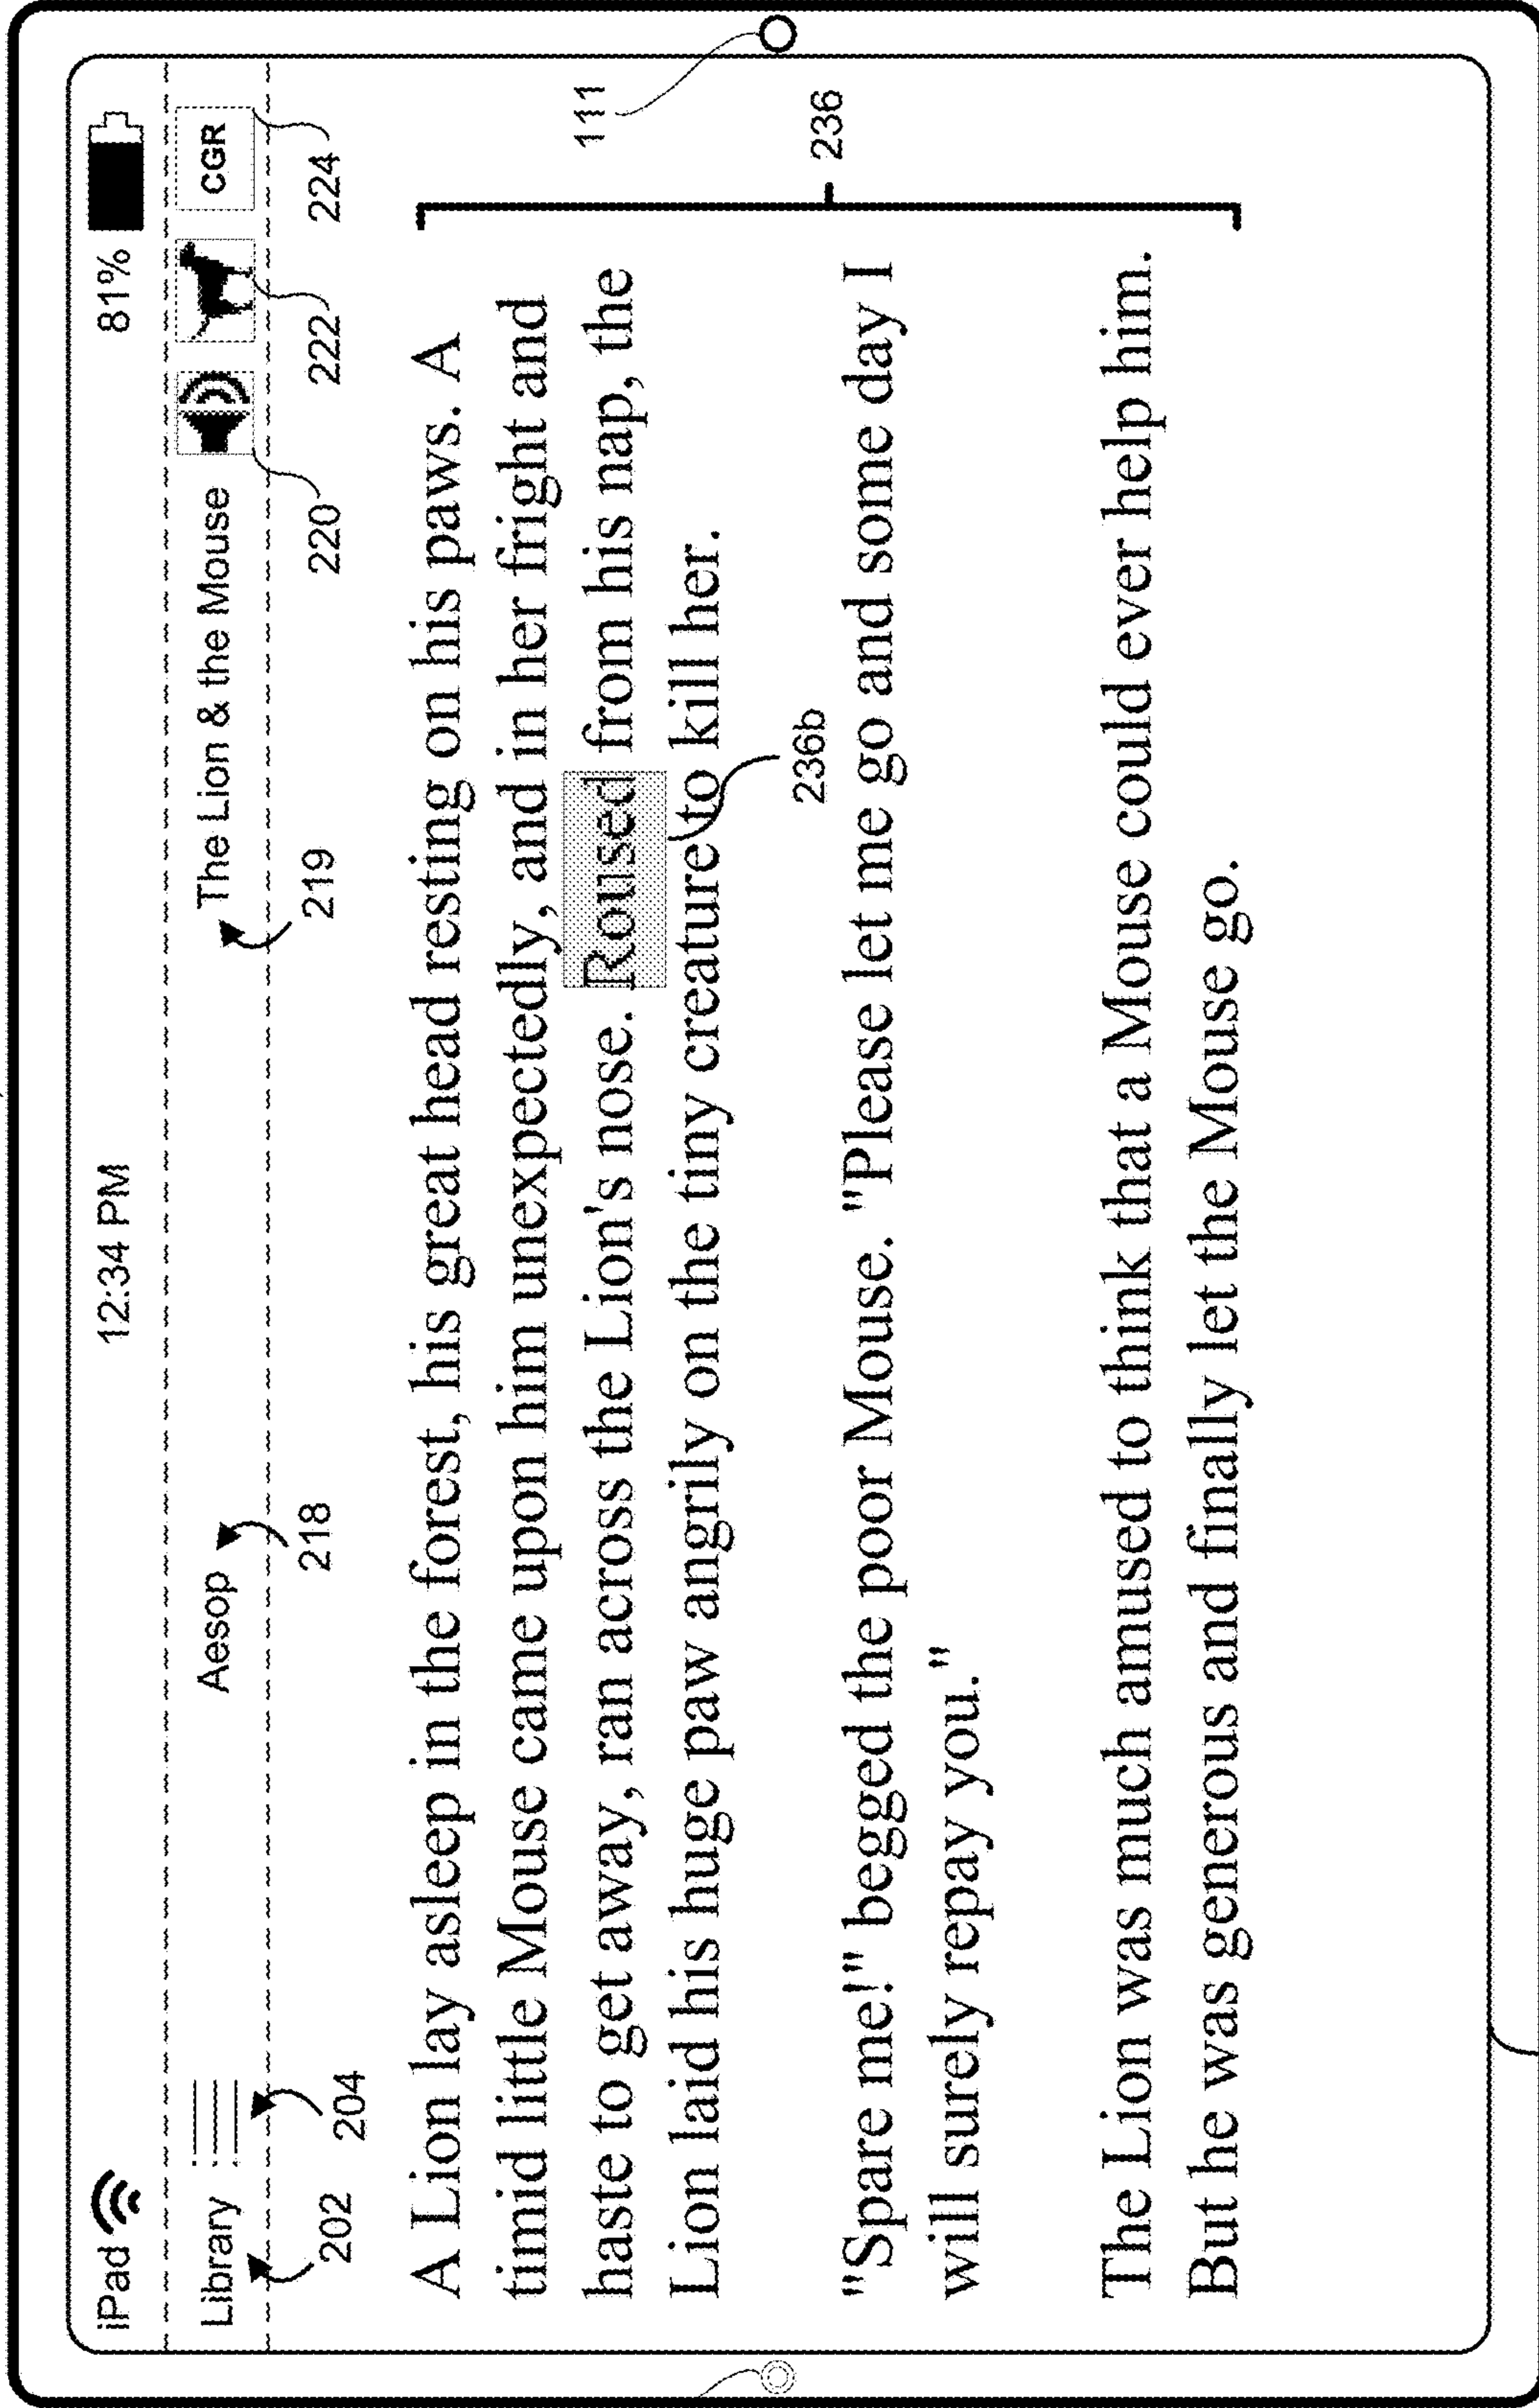 iPad 12:34 PM 81%
Library Aesop The Lion & the Mouse CGR
202 204 218 219 220 222 224
A Lion lay asleep in the forest, his great head resting on his paws. A
timid little Mouse came upon him unexpectedly, and in her fright and
haste to get away, ran across the Lion's nose. Roused from his nap, the
Lion laid his huge paw angrily on the tiny creature to kill her.
111
236b
236
"Spare me!" begged the poor Mouse. "Please let me go and some day I
will surely repay you."
The Lion was much amused to think that a Mouse could ever help him.
But he was generous and finally let the Mouse go.